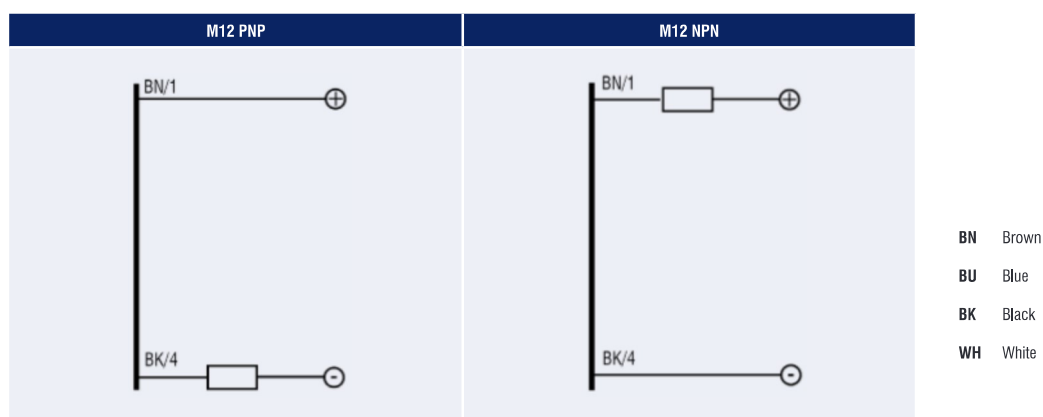 M12 PNP
M12 NPN
BN/1
BN/1
BK/4
BK/4
BN Brown
BU Blue
BK Black
WH White